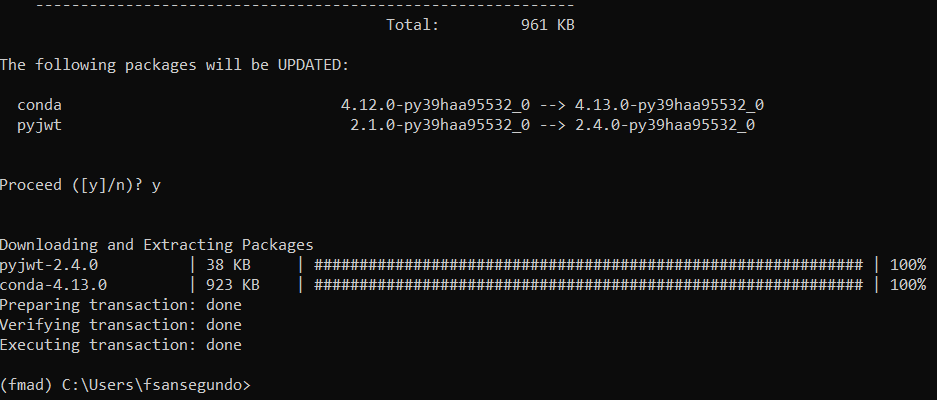 ------------------------------------------------------------
Total: 961 KB
The following packages will be UPDATED:
conda 4.12.0-py39haa95532_0 --> 4.13.0-py39haa95532_0
pyjwt 2.1.0-py39haa95532_0 --> 2.4.0-py39haa95532_0
Proceed ([y]/n)? y
Downloading and Extracting Packages
pyjwt-2.4.0 | 38 KB | ############################################################# | 100%
conda-4.13.0 | 923 KB | ############################################################# | 100%
Preparing transaction: done
Verifying transaction: done
Executing transaction: done
(fmad) C:\Users\fsansegundo>